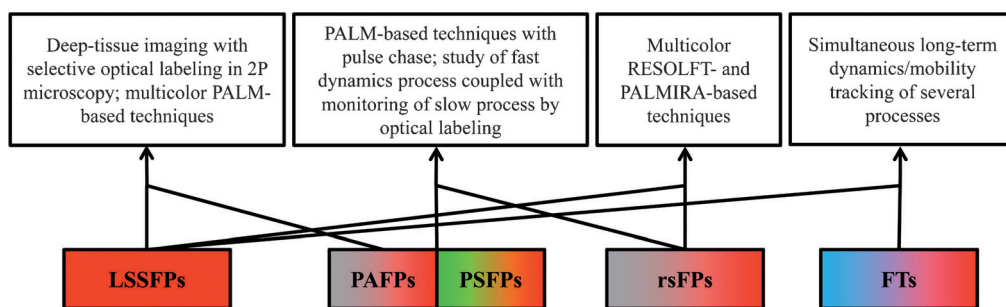 Deep-tissue imaging with
selective optical labeling in 2P
microscopy; multicolor PALM-
based techniques
PALM-based techniques with
pulse chase; study of fast
dynamics process coupled with
monitoring of slow process by
optical labeling
Multicolor
RESOLFT- and
PALMIRA-based
techniques
Simultaneous long-term
dynamics/mobility
tracking of several
processes
LSSFPs
PAFPs
PSFPs
rsFPs
FTs